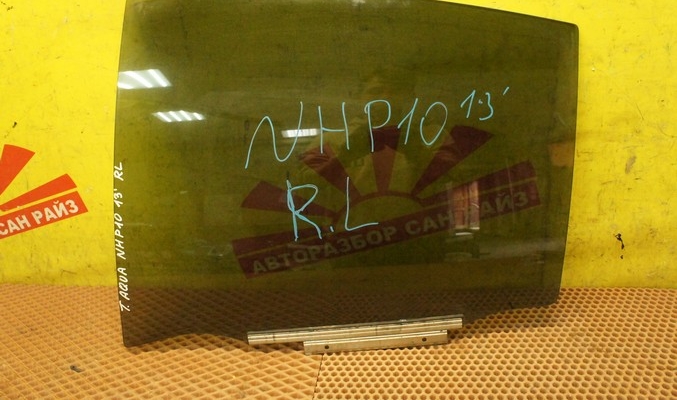 NHP10 13'
R.L
T. AQUA NHP10 13' RL
САН РАЙЗ
АВТОРАЗБОР САН РАЙЗ!